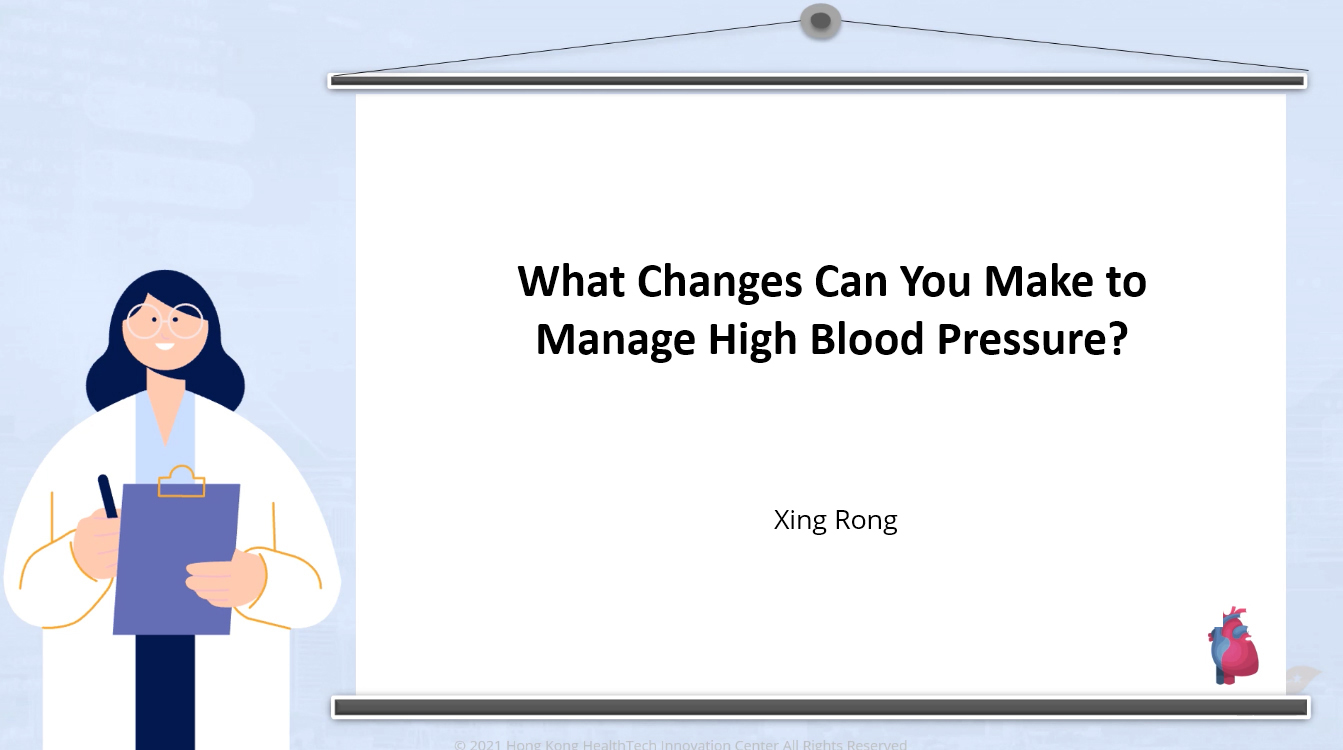 What Changes Can You Make to
Manage High Blood Pressure?
Xing Rong
© 2021 Hong Kong HealthTech Innovation Center All Rights Reserved